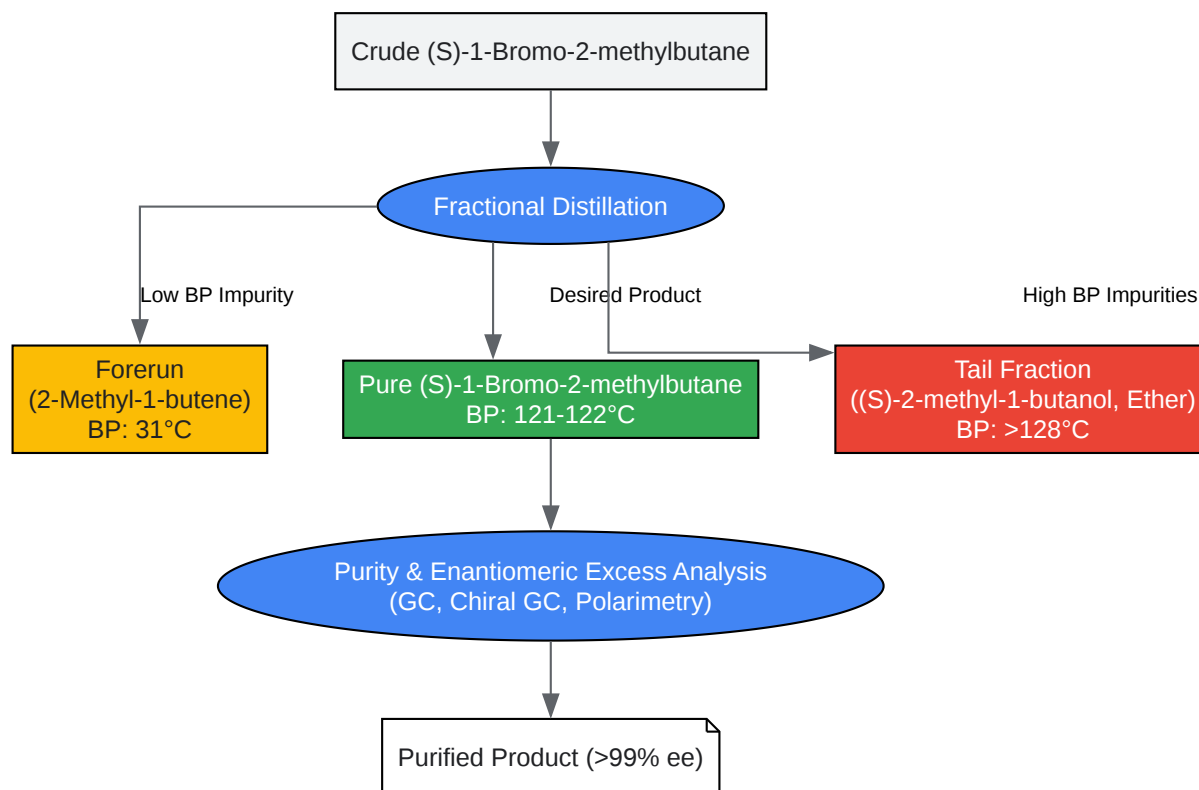 Crude (S)-1-Bromo-2-methylbutane
Fractional Distillation
Low BP Impurity
Desired Product
High BP Impurities
Forerun
(2-Methyl-1-butene)
BP: 31°C
Pure (S)-1-Bromo-2-methylbutane
BP: 121-122°C
Tail Fraction
((S)-2-methyl-1-butanol, Ether)
BP: >128°C
Purity & Enantiomeric Excess Analysis
(GC, Chiral GC, Polarimetry)
Purified Product (>99% ee)